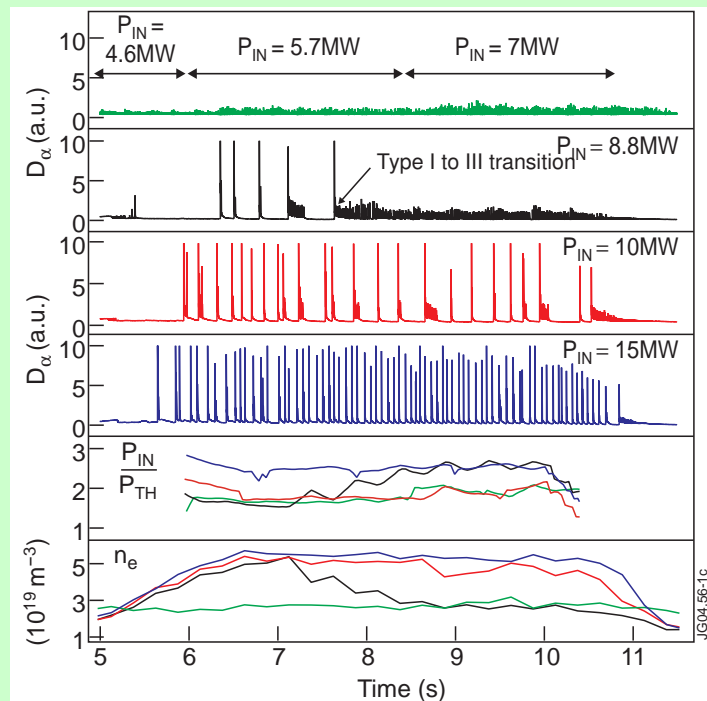 P_IN =
4.6MW
P_IN = 5.7MW
P_IN = 7MW
10
5
0
D_α (a.u.)
10
5
0
D_α (a.u.)
P_IN = 8.8MW
Type I to III transition
10
5
0
P_IN = 10MW
10
5
0
D_α (a.u.)
P_IN = 15MW
3
2
1
P_IN
P_TH
5
3
1
n_e
(10^19 m^-3)
5 6 7 8 9 10 11
Time (s)
JG04.56-1c